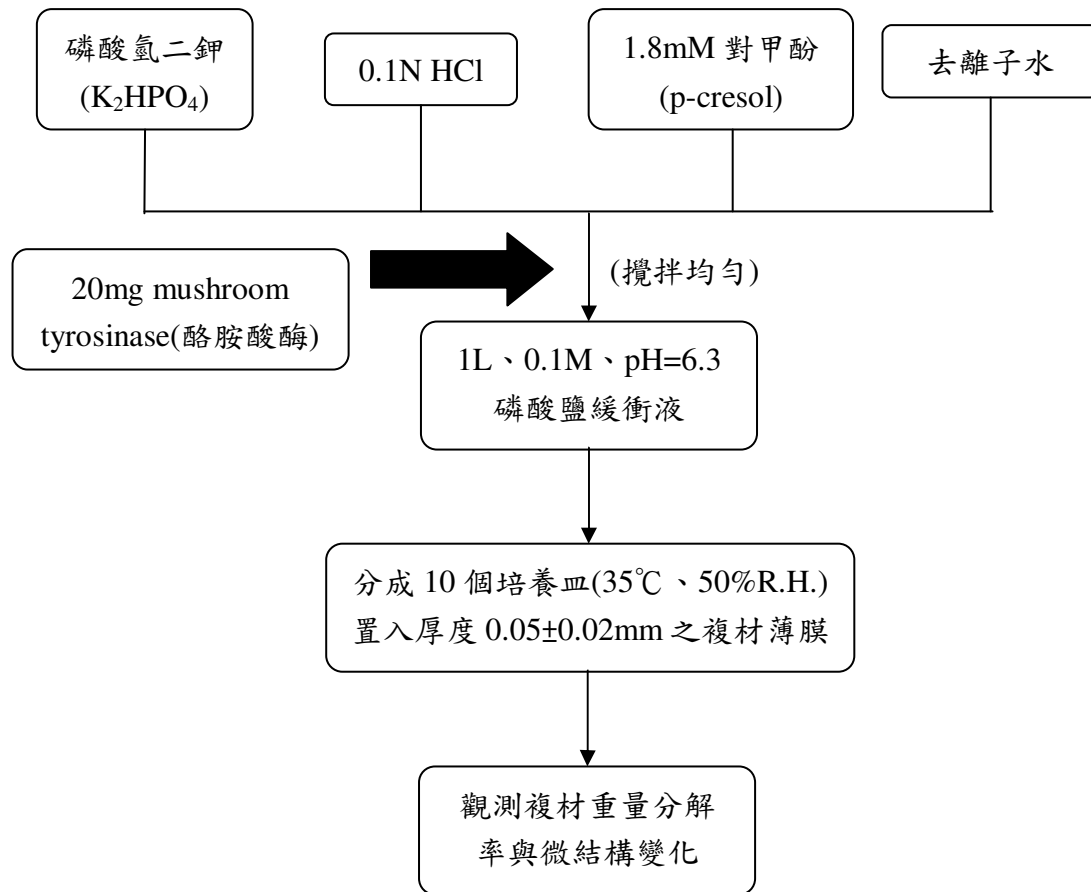 磷酸氫二鉀
(K₂HPO₄)
0.1N HCl
1.8mM 對甲酚
(p-cresol)
去離子水
20mg mushroom
tyrosinase(酪胺酸酶)
(攪拌均勻)
1L、0.1M、pH=6.3
磷酸鹽緩衝液
分成 10 個培養皿(35℃、50%R.H.)
置入厚度 0.05±0.02mm 之複材薄膜
觀測複材重量分解
率與微結構變化